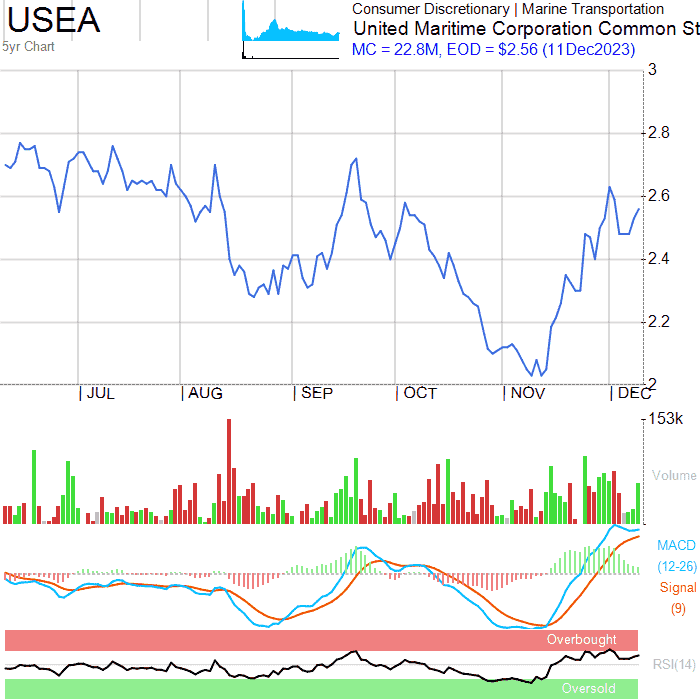 USEA
5yr Chart
Consumer Discretionary | Marine Transportation
United Maritime Corporation Common St
MC = 22.8M, EOD = $2.56 (11Dec2023)
3
2.8
2.6
2.4
2.2
2
JUL
AUG
SEP
OCT
NOV
DEC
153k
Volume
MACD
(12-26)
Signal
(9)
Overbought
RSI(14)
Oversold